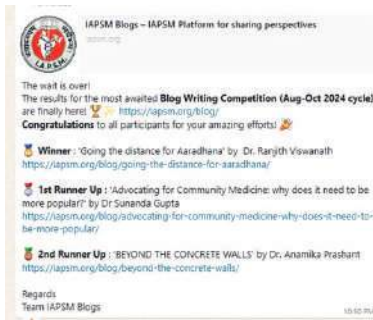 IAPSM Blogs – IAPSM Platform for sharing perspectives
iapsm.org
I.A.P.S.M.
The wait is over!
The results for the most awaited Blog Writing Competition (Aug-Oct 2024 cycle)
are finally here! 🏆 ✨ https://iapsm.org/blog/
Congratulations to all participants for your amazing efforts! 🎉
🥇 Winner : 'Going the distance for Aaradhana' by Dr. Ranjith Viswanath
https://iapsm.org/blog/going-the-distance-for-aaradhana/
🥈 1st Runner Up : 'Advocating for Community Medicine: why does it need to be
more popular?' by Dr Sunanda Gupta
https://iapsm.org/blog/advocating-for-community-medicine-why-does-it-need-to-
be-more-popular/
🥉 2nd Runner Up : 'BEYOND THE CONCRETE WALLS' by Dr. Anamika Prashant
https://iapsm.org/blog/beyond-the-concrete-walls/
Regards
Team IAPSM Blogs